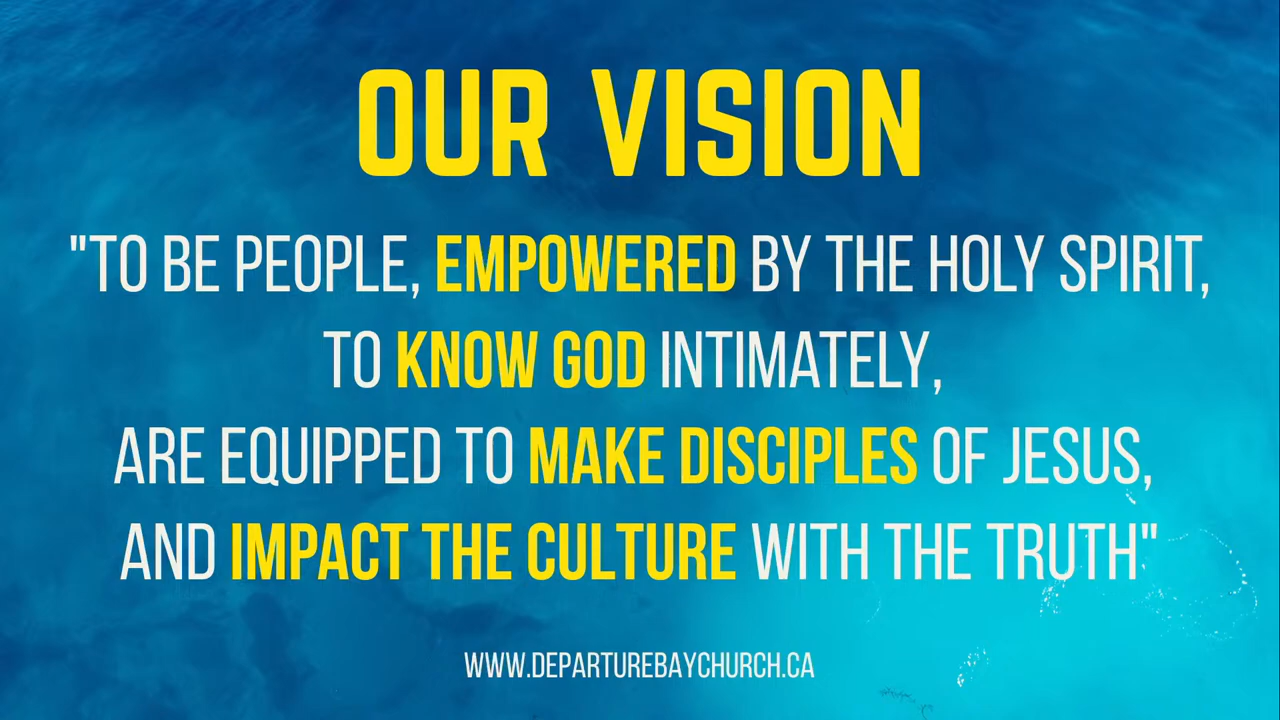 OUR VISION
"TO BE PEOPLE, EMPOWERED BY THE HOLY SPIRIT,
TO KNOW GOD INTIMATELY,
ARE EQUIPPED TO MAKE DISCIPLES OF JESUS,
AND IMPACT THE CULTURE WITH THE TRUTH"
WWW.DEPARTUREBAYCHURCH.CA